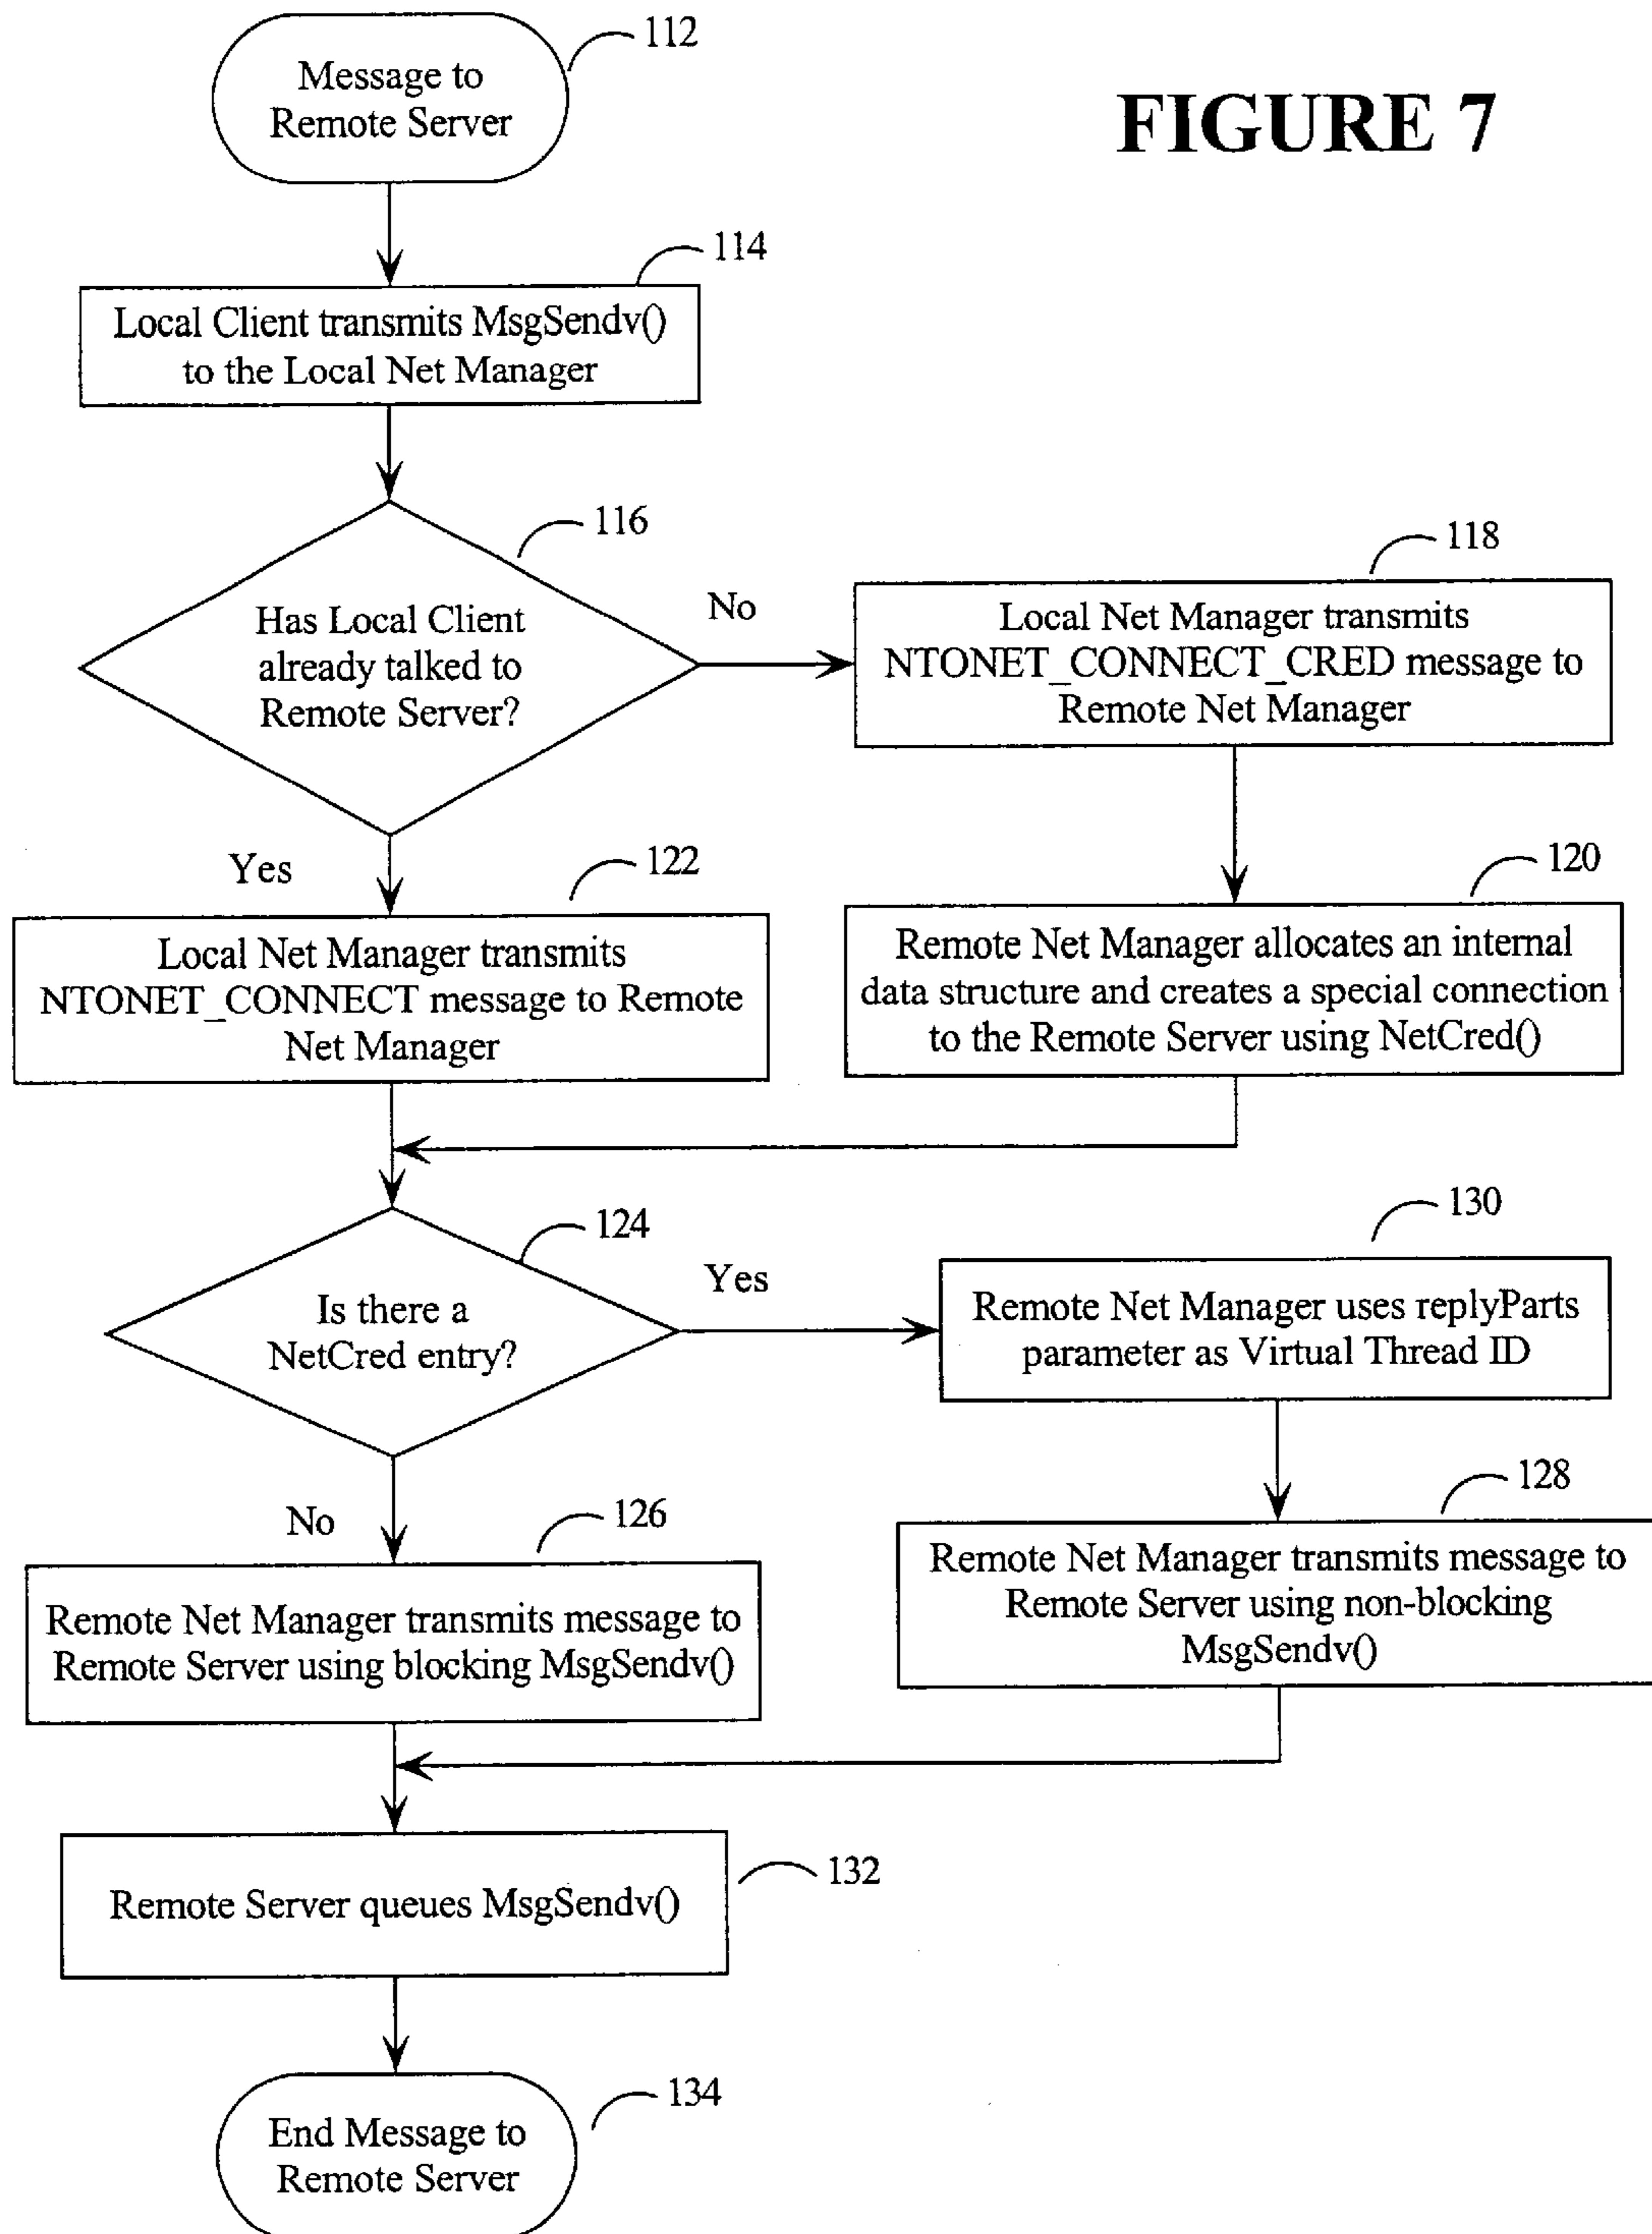 112
Message to
Remote Server
FIGURE 7
114
Local Client transmits MsgSendv()
to the Local Net Manager
116
Has Local Client
already talked to
Remote Server?
No
118
Local Net Manager transmits
NTONET_CONNECT_CRED message to
Remote Net Manager
Yes
122
Local Net Manager transmits
NTONET_CONNECT message to Remote
Net Manager
120
Remote Net Manager allocates an internal
data structure and creates a special connection
to the Remote Server using NetCred()
124
Is there a
NetCred entry?
Yes
130
Remote Net Manager uses replyParts
parameter as Virtual Thread ID
No
126
Remote Net Manager transmits message to
Remote Server using blocking MsgSendv()
128
Remote Net Manager transmits message to
Remote Server using non-blocking
MsgSendv()
132
Remote Server queues MsgSendv()
134
End Message to
Remote Server